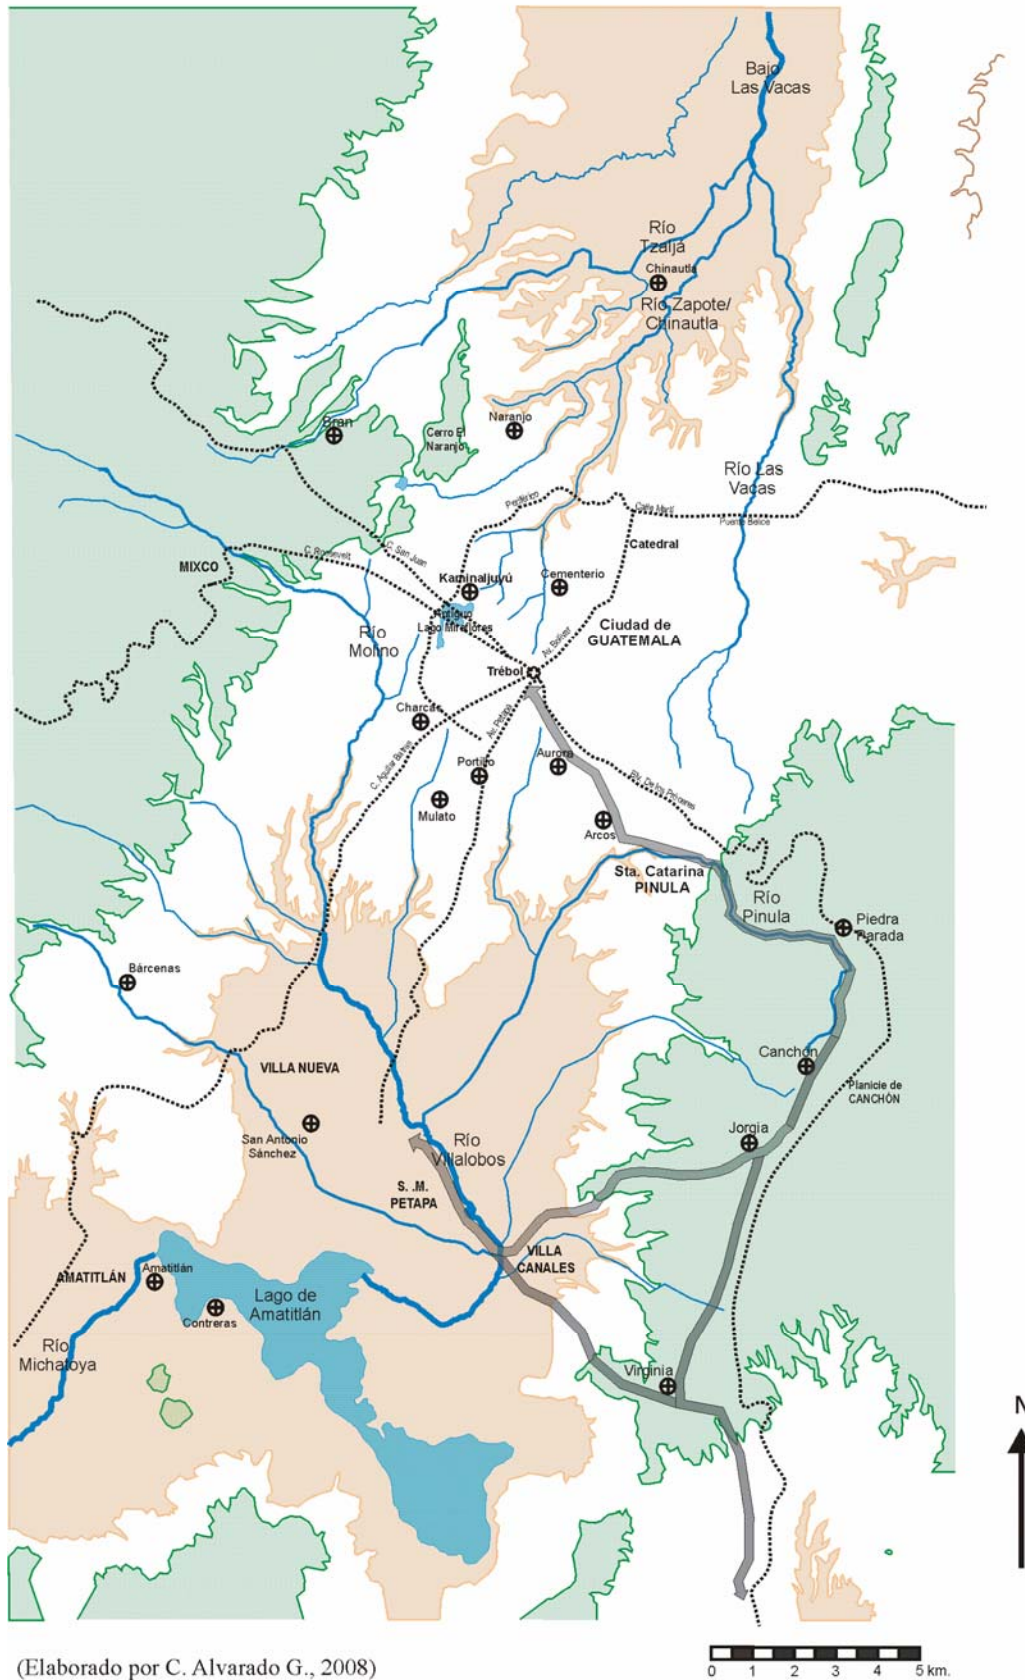 Bajo
Las Vacas
Río
Tzaljá
Chinautla
Río Zapote/
Chinautla
Bran
Cerro El
Naranjo
Naranjo
Río Las
Vacas
Periférico
Calle Martí
Puente Belice
MIXCO
C. Roosevelt
C. San Juan
Kaminaljuyú
Cementerio
Catedral
Antiguo
Lago Miraflores
Ciudad de
GUATEMALA
Río
Molino
Av. Bolívar
Trébol
Charcas
C. Aguilar Batres
Av. Petapa
Portillo
Aurora
Blv. De los Próceres
Mulato
Arcos
Sta. Catarina
PINULA
Río
Pinula
Piedra
Parada
Bárcenas
Canchón
VILLA NUEVA
Planicie de
CANCHÓN
San Antonio
Sánchez
Jorgia
Río
Villalobos
S. .M.
PETAPA
VILLA
CANALES
AMATITLÁN
Amatitlán
Lago de
Amatitlán
Contreras
Río
Michatoya
Virginia
N
(Elaborado por C. Alvarado G., 2008)
0 1 2 3 4 5 km.